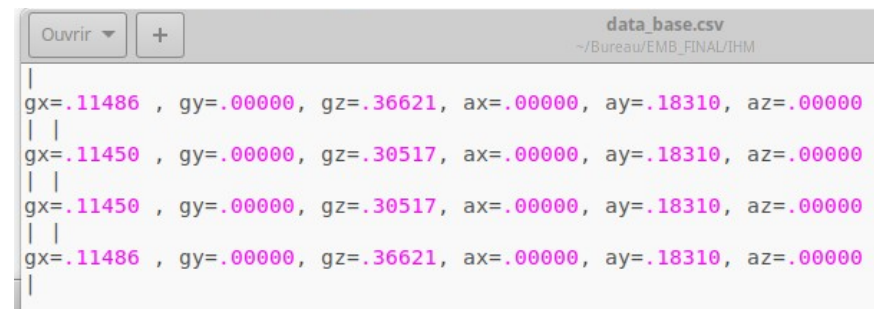 Ouvrir +
data_base.csv
~/Bureau/EMB_FINAL/IHM
|
gx=.11486 , gy=.00000, gz=.36621, ax=.00000, ay=.18310, az=.00000
| |
gx=.11450 , gy=.00000, gz=.30517, ax=.00000, ay=.18310, az=.00000
| |
gx=.11450 , gy=.00000, gz=.30517, ax=.00000, ay=.18310, az=.00000
| |
gx=.11486 , gy=.00000, gz=.36621, ax=.00000, ay=.18310, az=.00000
|